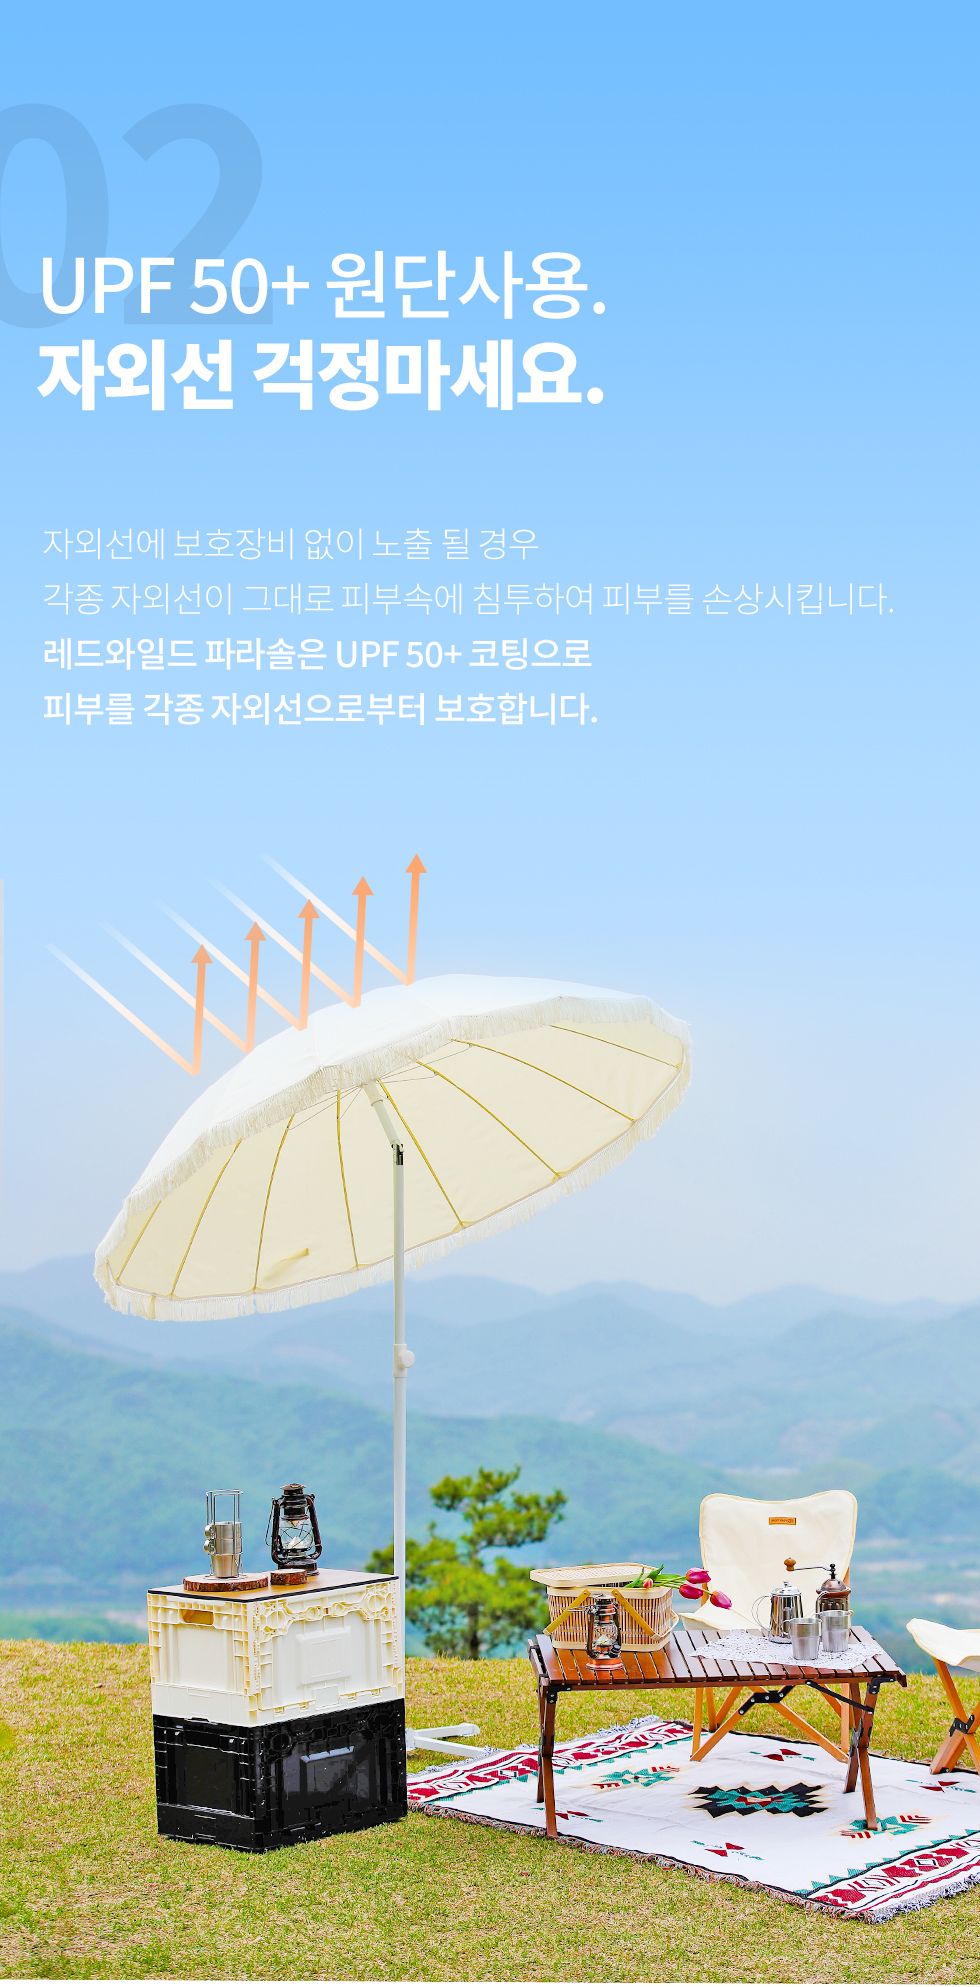 02
UPF 50+ 원단사용.
자외선 걱정마세요.
자외선에 보호장비 없이 노출 될 경우
각종 자외선이 그대로 피부속에 침투하여 피부를 손상시킵니다.
레드와일드 파라솔은 UPF 50+ 코팅으로
피부를 각종 자외선으로부터 보호합니다.